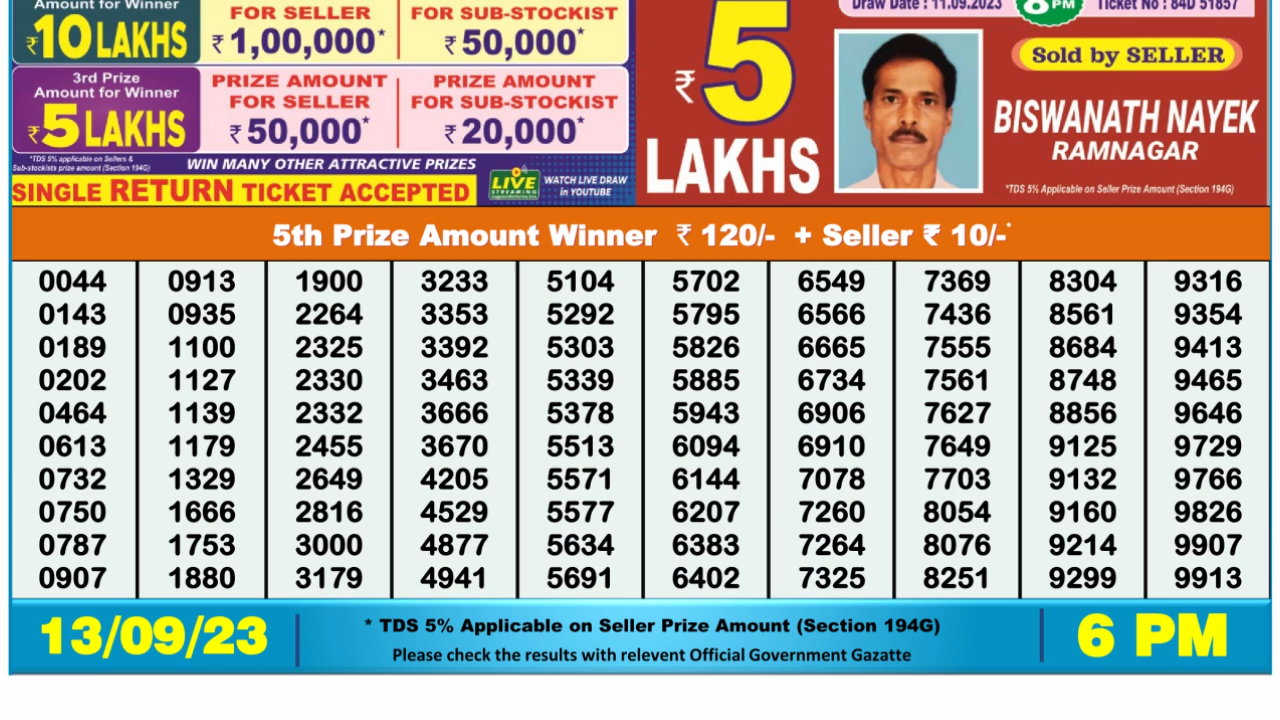 Amount for Winner
₹10 LAKHS
FOR SELLER
₹ 1,00,000*
FOR SUB-STOCKIST
₹ 50,000*
3rd Prize
Amount for Winner
₹5 LAKHS
PRIZE AMOUNT
FOR SELLER
₹ 50,000*
PRIZE AMOUNT
FOR SUB-STOCKIST
₹ 20,000*
*TDS 5% applicable on Sellers &
Sub-stockists prize amount (Section 194G)
WIN MANY OTHER ATTRACTIVE PRIZES
SINGLE RETURN TICKET ACCEPTED
LIVE
STREAMING
WATCH LIVE DRAW
in YOUTUBE
₹ 5
LAKHS
Draw Date : 11.09.2023
8 PM
Ticket No : 84D 51857
Sold by SELLER
BISWANATH NAYEK
RAMNAGAR
*TDS 5% Applicable on Seller Prize Amount (Section 194G)
5th Prize Amount Winner ₹ 120/- + Seller ₹ 10/-*
0044 0913 1900 3233 5104 5702 6549 7369 8304 9316
0143 0935 2264 3353 5292 5795 6566 7436 8561 9354
0189 1100 2325 3392 5303 5826 6665 7555 8684 9413
0202 1127 2330 3463 5339 5885 6734 7561 8748 9465
0464 1139 2332 3666 5378 5943 6906 7627 8856 9646
0613 1179 2455 3670 5513 6094 6910 7649 9125 9729
0732 1329 2649 4205 5571 6144 7078 7703 9132 9766
0750 1666 2816 4529 5577 6207 7260 8054 9160 9826
0787 1753 3000 4877 5634 6383 7264 8076 9214 9907
0907 1880 3179 4941 5691 6402 7325 8251 9299 9913
13/09/23
* TDS 5% Applicable on Seller Prize Amount (Section 194G)
Please check the results with relevent Official Government Gazatte
6 PM